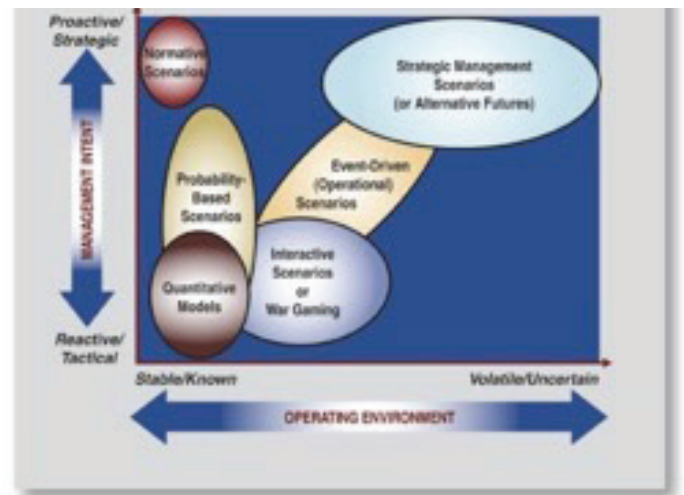 Proactive/
Strategic
Normative
Scenarios
Strategic Management
Scenarios
(or Alternative Futures)
MANAGEMENT INTENT
Probability-
Based
Scenarios
Event-Driven
(Operational)
Scenarios
Interactive
Scenarios
or
War Gaming
Quantitative
Models
Reactive/
Tactical
Stable/Known
Volatile/Uncertain
OPERATING ENVIRONMENT